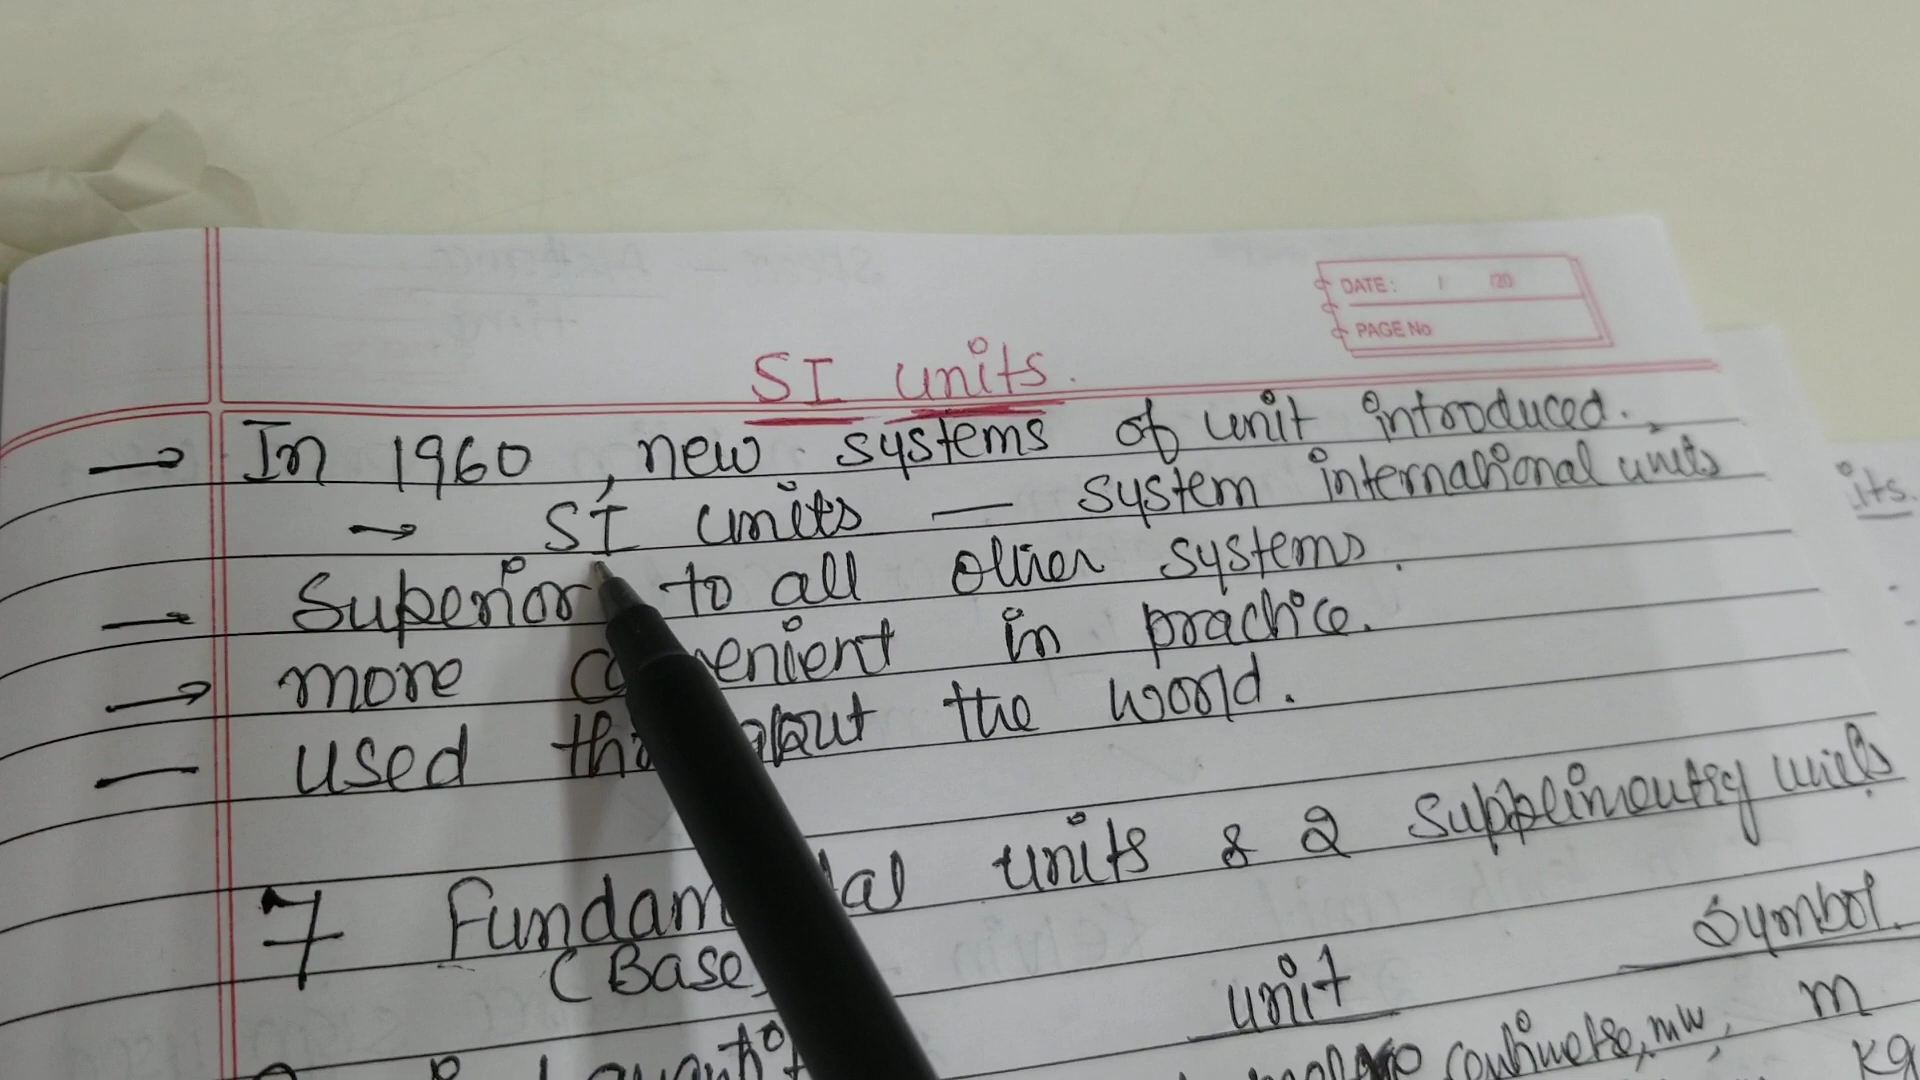 DATE: / /20
PAGE No
SI units.
→ In 1960, new systems of unit introduced.
→ SI units — system international units
→ Superior to all other systems.
→ more enient in practice.
— used the world.
7 units & 2 supplimentry units
(Base
unit Symbol.
m
kg
its.